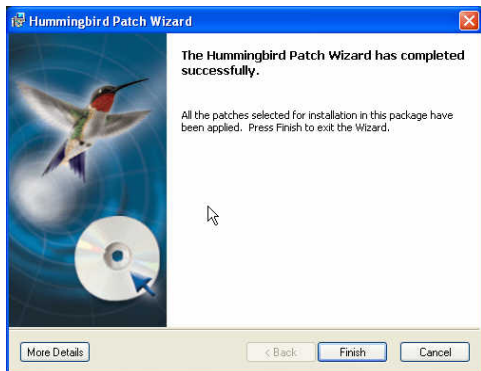 Hummingbird Patch Wizard
The Hummingbird Patch Wizard has completed
successfully.
All the patches selected for installation in this package have
been applied. Press Finish to exit the Wizard.
More Details
< Back
Finish
Cancel